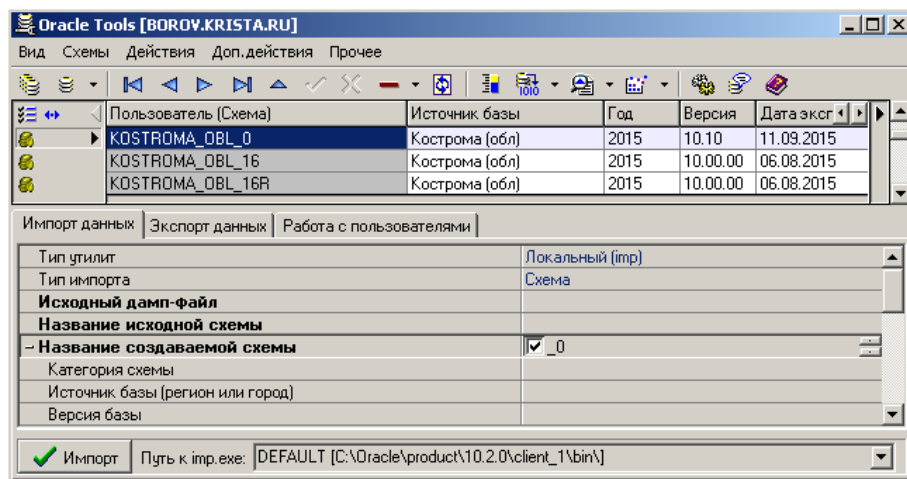 Oracle Tools [BOROV.KRISTA.RU]
Вид Схемы Действия Доп.действия Прочее
Пользователь (Схема) Источник базы Год Версия Дата эксг
KOSTROMA_OBL_0 Кострома (обл) 2015 10.10 11.09.2015
KOSTROMA_OBL_16 Кострома (обл) 2015 10.00.00 06.08.2015
KOSTROMA_OBL_16R Кострома (обл) 2015 10.00.00 06.08.2015
Импорт данных Экспорт данных Работа с пользователями
Тип утилит Локальный (imp)
Тип импорта Схема
Исходный дамп-файл
Название исходной схемы
Название создаваемой схемы _0
Категория схемы
Источник базы (регион или город)
Версия базы
Импорт Путь к imp.exe: DEFAULT [C:\Oracle\product\10.2.0\client_1\bin\]